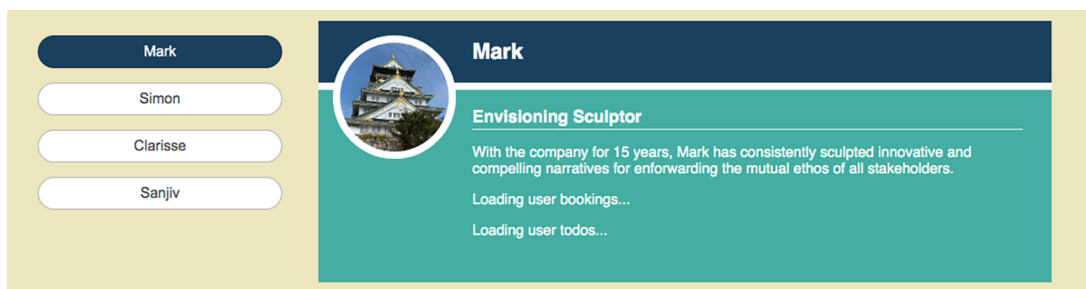 Mark
Simon
Clarisse
Sanjiv
Mark
Envisioning Sculptor
With the company for 15 years, Mark has consistently sculpted innovative and
compelling narratives for enforwarding the mutual ethos of all stakeholders.
Loading user bookings...
Loading user todos...